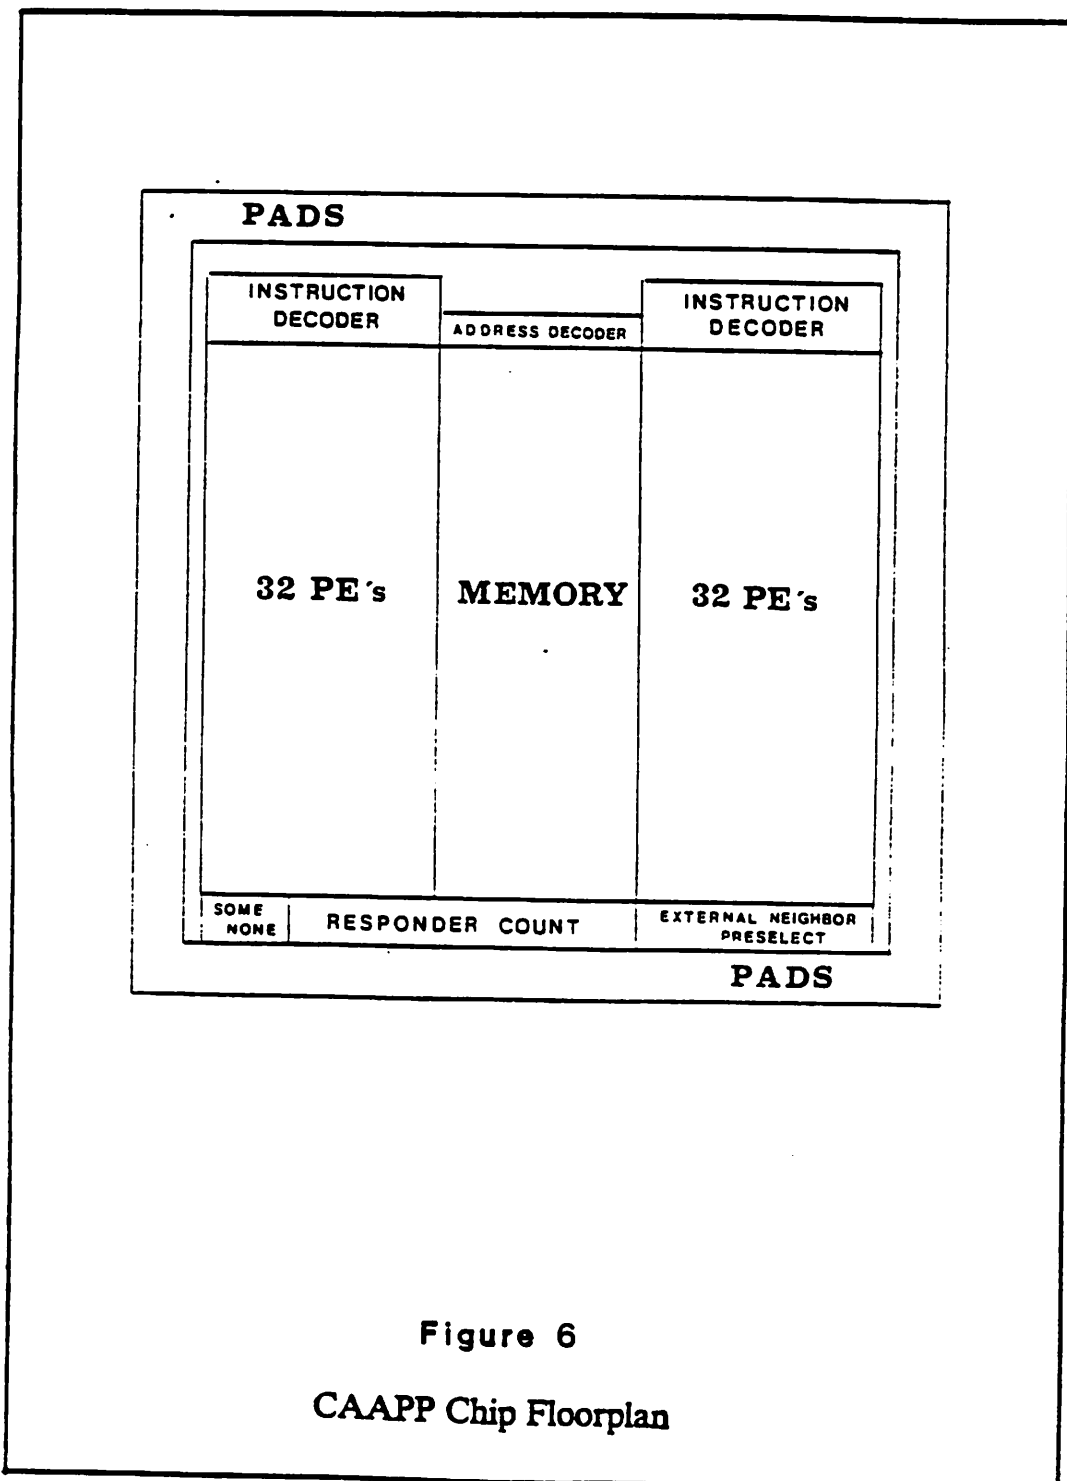 PADS
INSTRUCTION
DECODER
ADDRESS DECODER
INSTRUCTION
DECODER
32 PE's
MEMORY
32 PE's
SOME
NONE
RESPONDER COUNT
EXTERNAL NEIGHBOR
PRESELECT
PADS
Figure 6
CAAPP Chip Floorplan